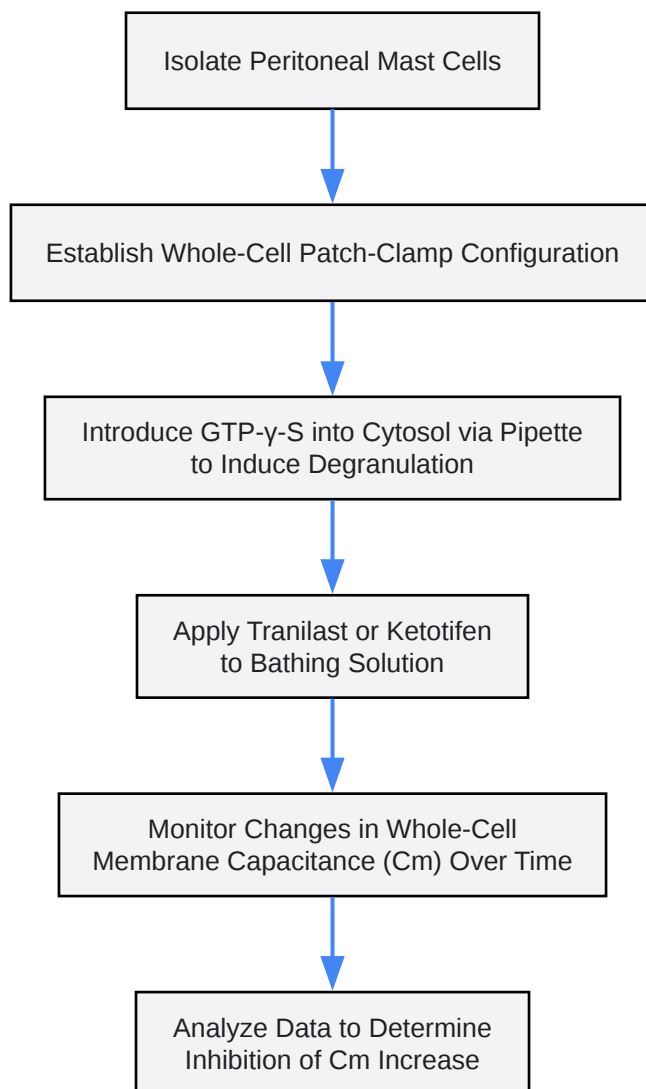 Isolate Peritoneal Mast Cells
Establish Whole-Cell Patch-Clamp Configuration
Introduce GTP-γ-S into Cytosol via Pipette
to Induce Degranulation
Apply Tranilast or Ketotifen
to Bathing Solution
Monitor Changes in Whole-Cell
Membrane Capacitance (Cm) Over Time
Analyze Data to Determine
Inhibition of Cm Increase